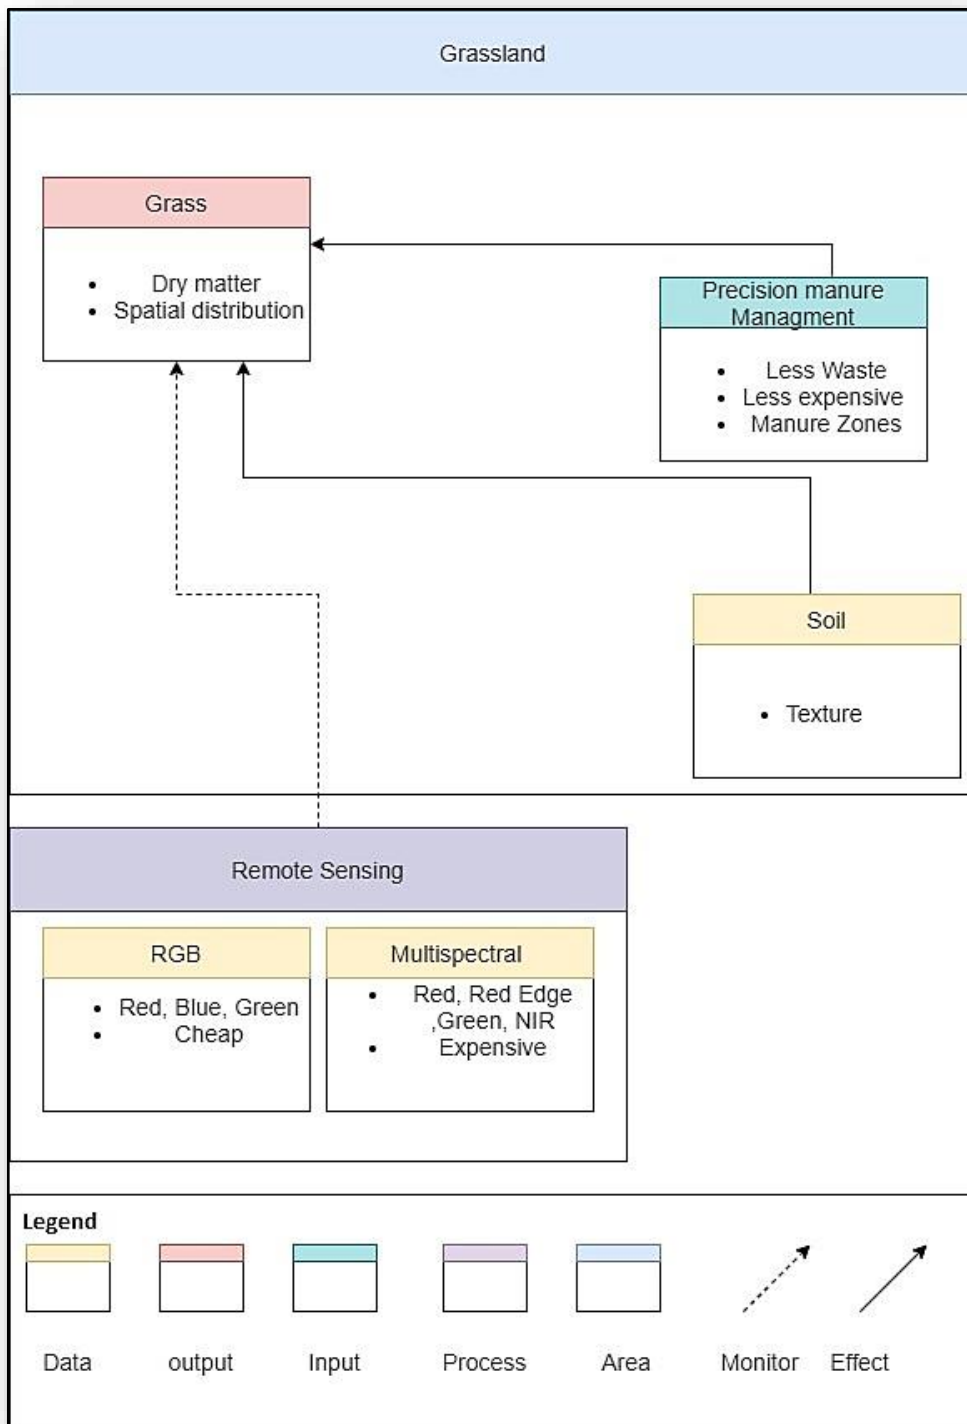 Grassland
Grass
• Dry matter
• Spatial distribution
Precision manure
Managment
• Less Waste
• Less expensive
• Manure Zones
Soil
• Texture
Remote Sensing
RGB
• Red, Blue, Green
• Cheap
Multispectral
• Red, Red Edge
,Green, NIR
• Expensive
Legend
Data
output
Input
Process
Area
Monitor
Effect